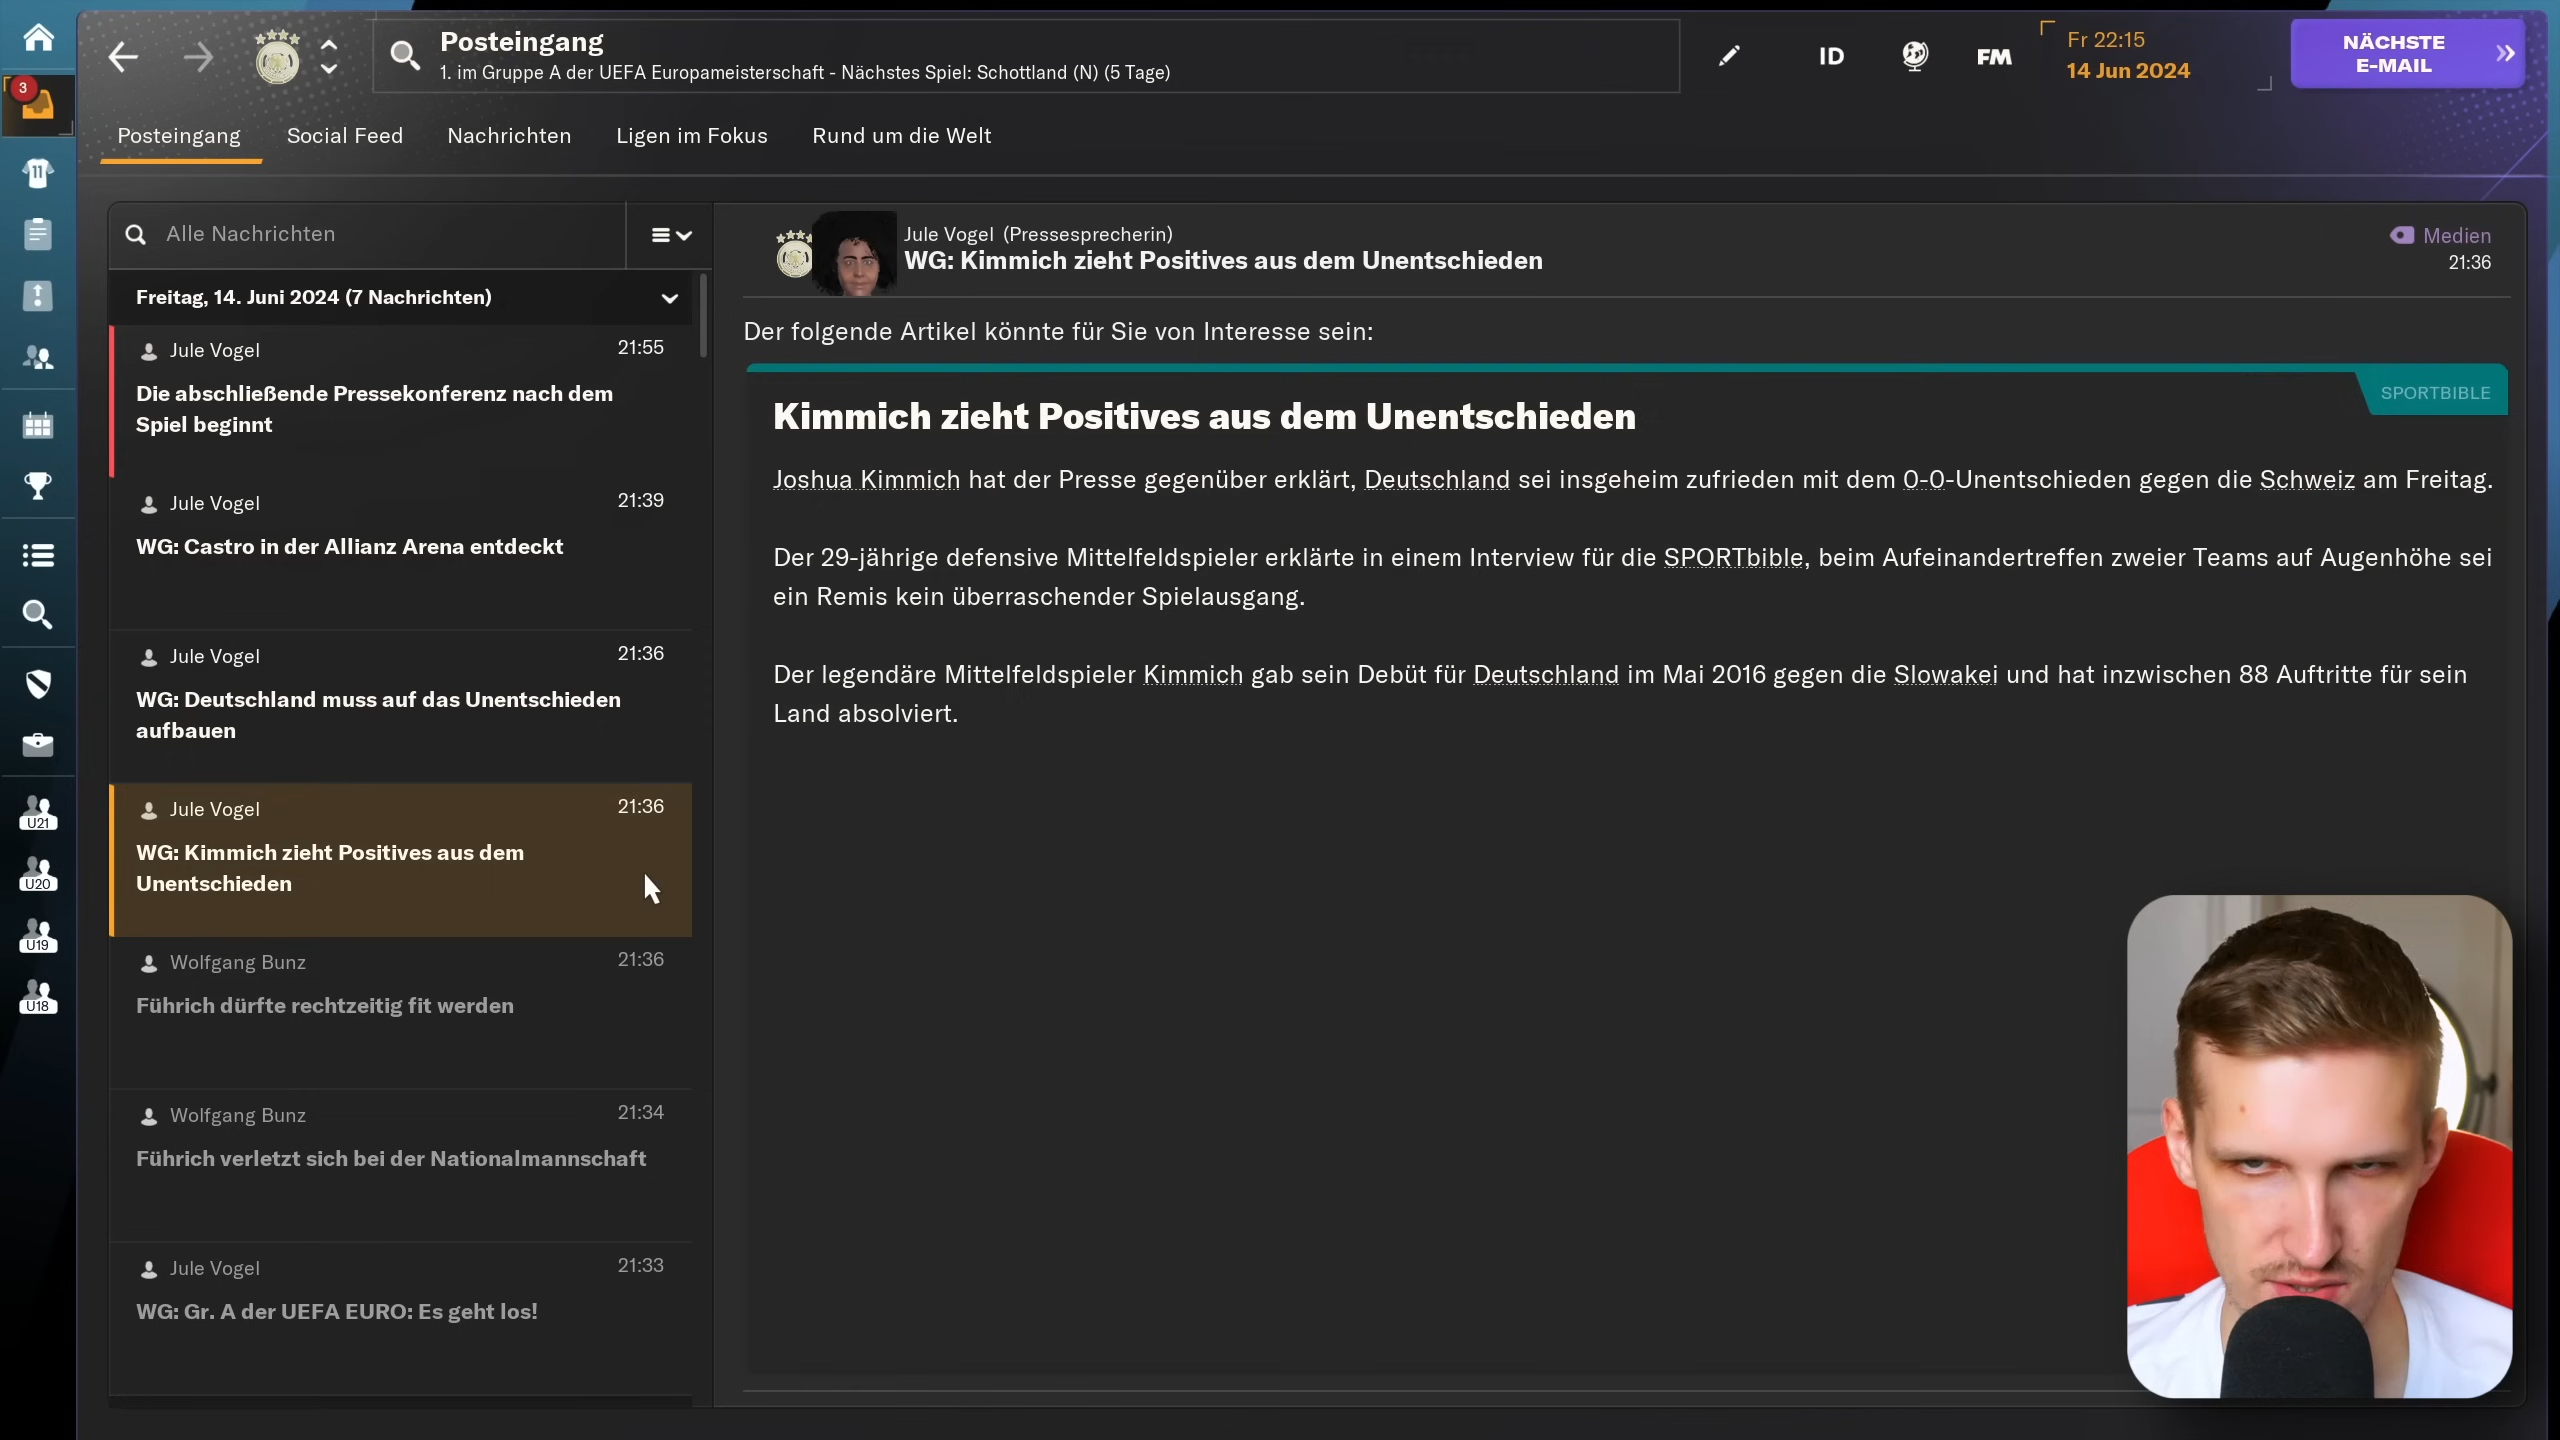 Posteingang
1. im Gruppe A der UEFA Europameisterschaft - Nächstes Spiel: Schottland (N) (5 Tage)
ID
FM
Fr 22:15
14 Jun 2024
NÄCHSTE
E-MAIL
3
Posteingang
Social Feed
Nachrichten
Ligen im Fokus
Rund um die Welt
11
U21
U20
U19
U18
Alle Nachrichten
Freitag, 14. Juni 2024 (7 Nachrichten)
Jule Vogel
21:55
Die abschließende Pressekonferenz nach dem
Spiel beginnt
Jule Vogel
21:39
WG: Castro in der Allianz Arena entdeckt
Jule Vogel
21:36
WG: Deutschland muss auf das Unentschieden
aufbauen
Jule Vogel
21:36
WG: Kimmich zieht Positives aus dem
Unentschieden
Wolfgang Bunz
21:36
Führich dürfte rechtzeitig fit werden
Wolfgang Bunz
21:34
Führich verletzt sich bei der Nationalmannschaft
Jule Vogel
21:33
WG: Gr. A der UEFA EURO: Es geht los!
Jule Vogel (Pressesprecherin)
WG: Kimmich zieht Positives aus dem Unentschieden
Medien
21:36
Der folgende Artikel könnte für Sie von Interesse sein:
SPORTBIBLE
Kimmich zieht Positives aus dem Unentschieden
Joshua Kimmich hat der Presse gegenüber erklärt, Deutschland sei insgeheim zufrieden mit dem 0-0-Unentschieden gegen die Schweiz am Freitag.
Der 29-jährige defensive Mittelfeldspieler erklärte in einem Interview für die SPORTbible, beim Aufeinandertreffen zweier Teams auf Augenhöhe sei
ein Remis kein überraschender Spielausgang.
Der legendäre Mittelfeldspieler Kimmich gab sein Debüt für Deutschland im Mai 2016 gegen die Slowakei und hat inzwischen 88 Auftritte für sein
Land absolviert.